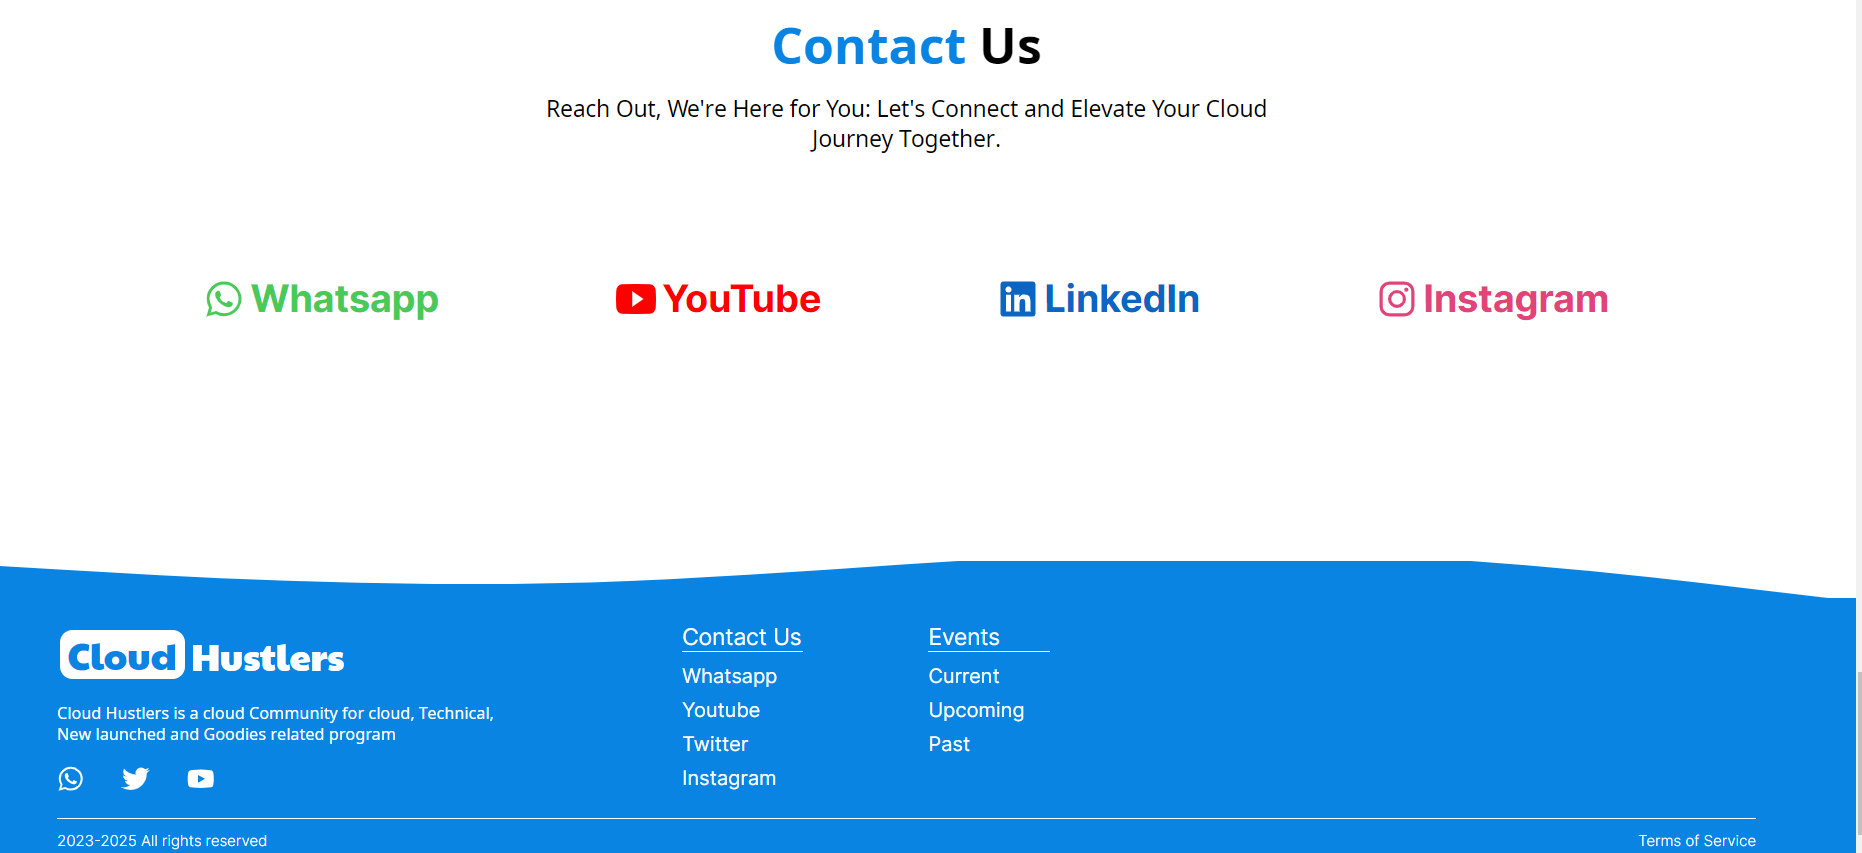 Contact Us
Reach Out, We're Here for You: Let's Connect and Elevate Your Cloud
Journey Together.
Whatsapp
YouTube
LinkedIn
Instagram
Cloud Hustlers
Cloud Hustlers is a cloud Community for cloud, Technical,
New launched and Goodies related program
Contact Us
Whatsapp
Youtube
Twitter
Instagram
Events
Current
Upcoming
Past
2023-2025 All rights reserved
Terms of Service